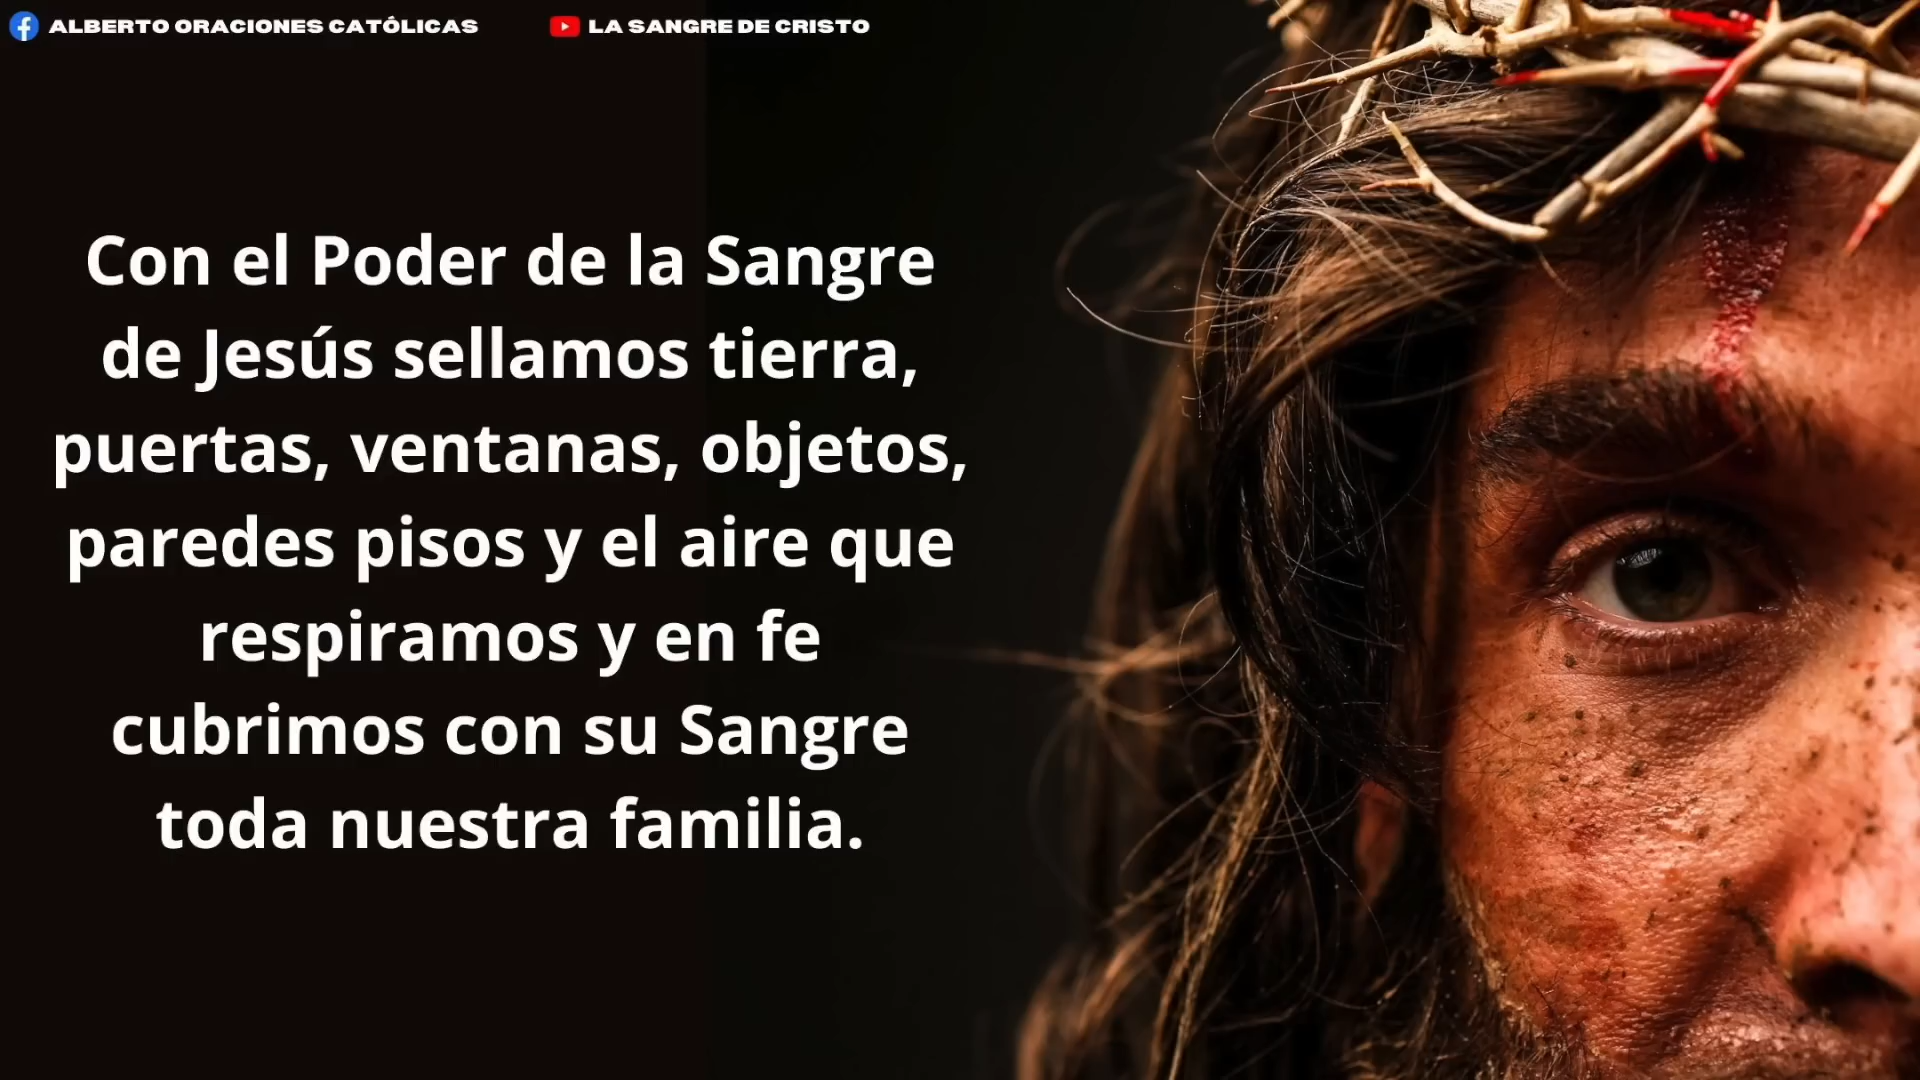 ALBERTO ORACIONES CATÓLICAS LA SANGRE DE CRISTO
Con el Poder de la Sangre
de Jesús sellamos tierra,
puertas, ventanas, objetos,
paredes pisos y el aire que
respiramos y en fe
cubrimos con su Sangre
toda nuestra familia.